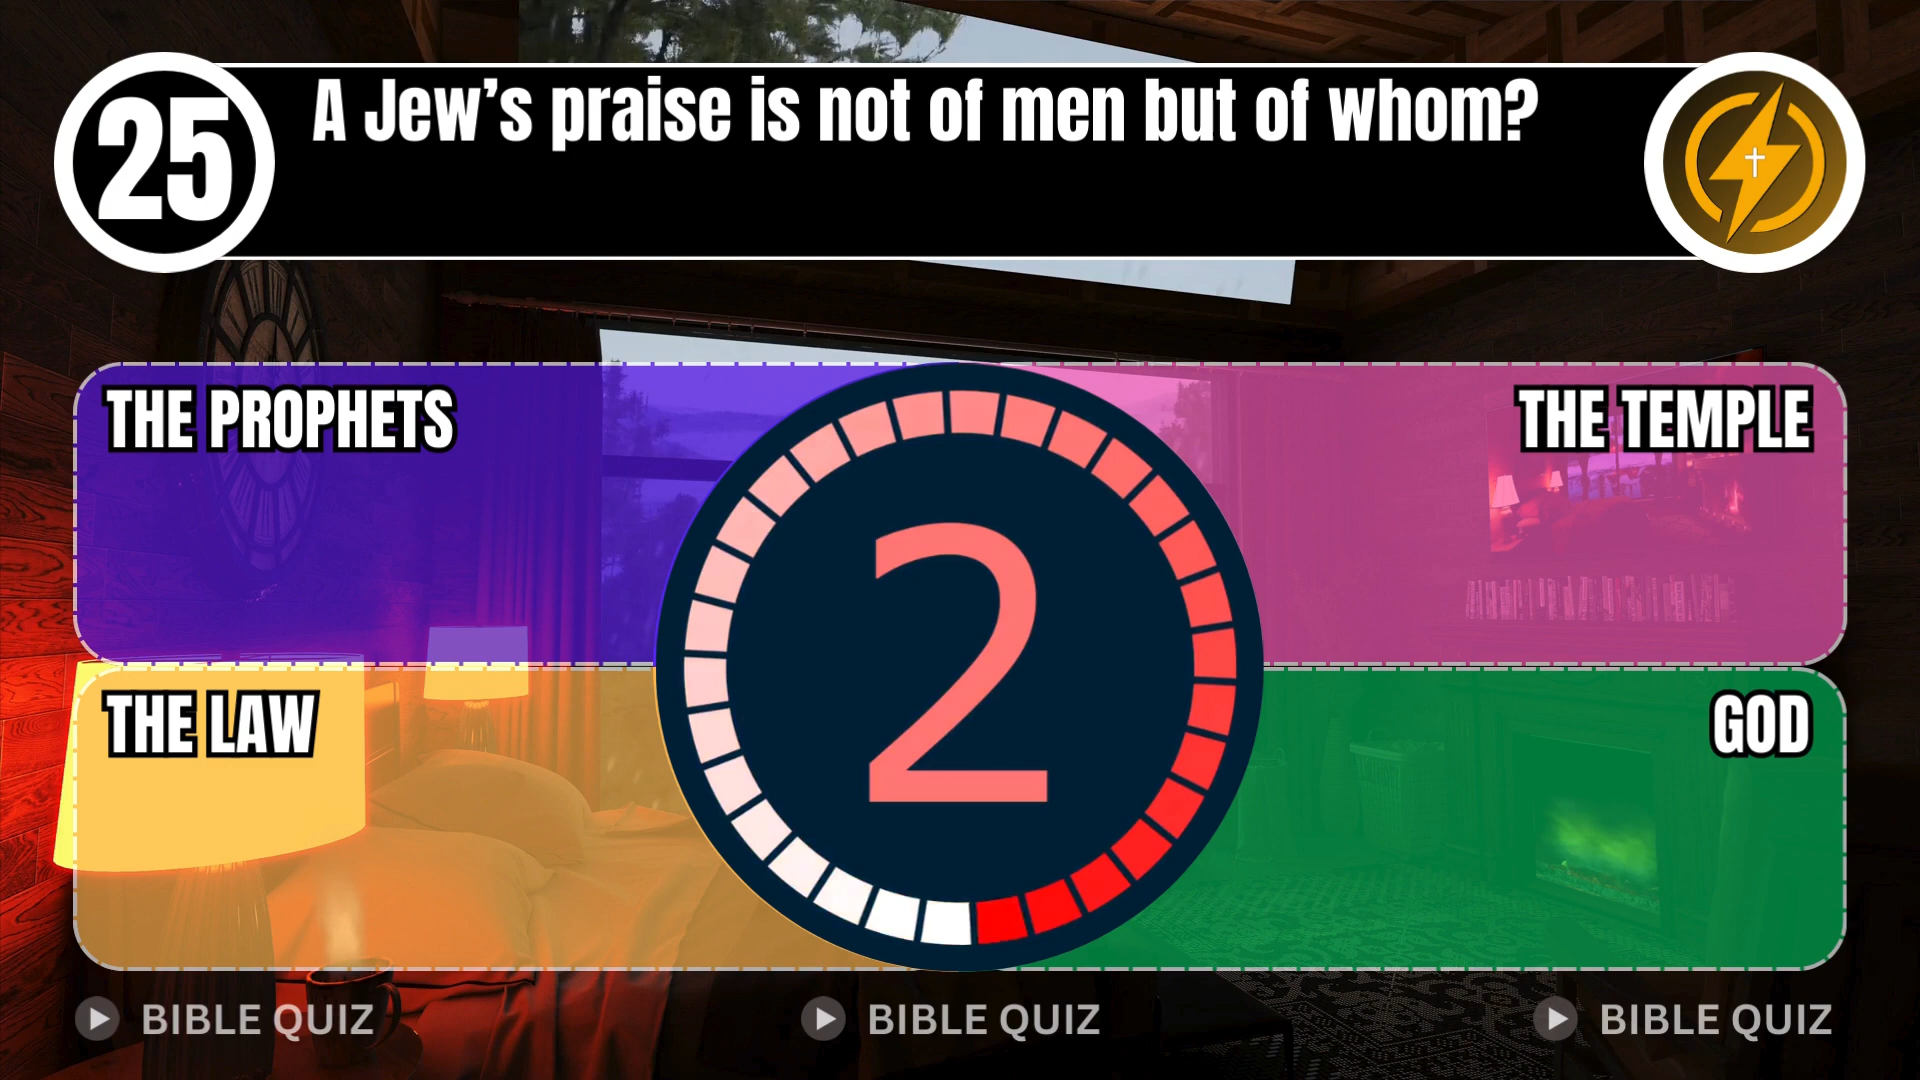 25
A Jew’s praise is not of men but of whom?
THE PROPHETS
THE TEMPLE
2
THE LAW
GOD
BIBLE QUIZ
BIBLE QUIZ
BIBLE QUIZ